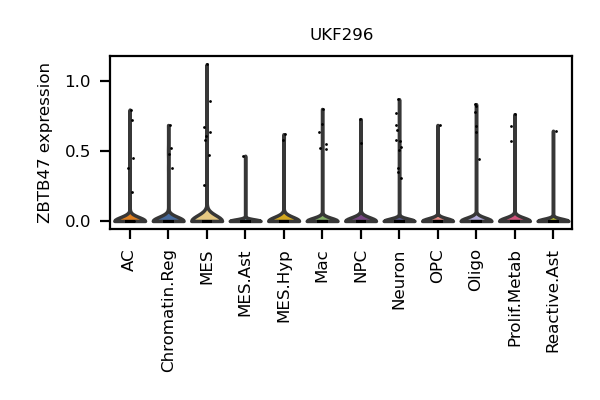 UKF296
ZBTB47 expression
1.0
0.5
0.0
AC
Chromatin.Reg
MES
MES.Ast
MES.Hyp
Mac
NPC
Neuron
OPC
Oligo
Prolif.Metab
Reactive.Ast